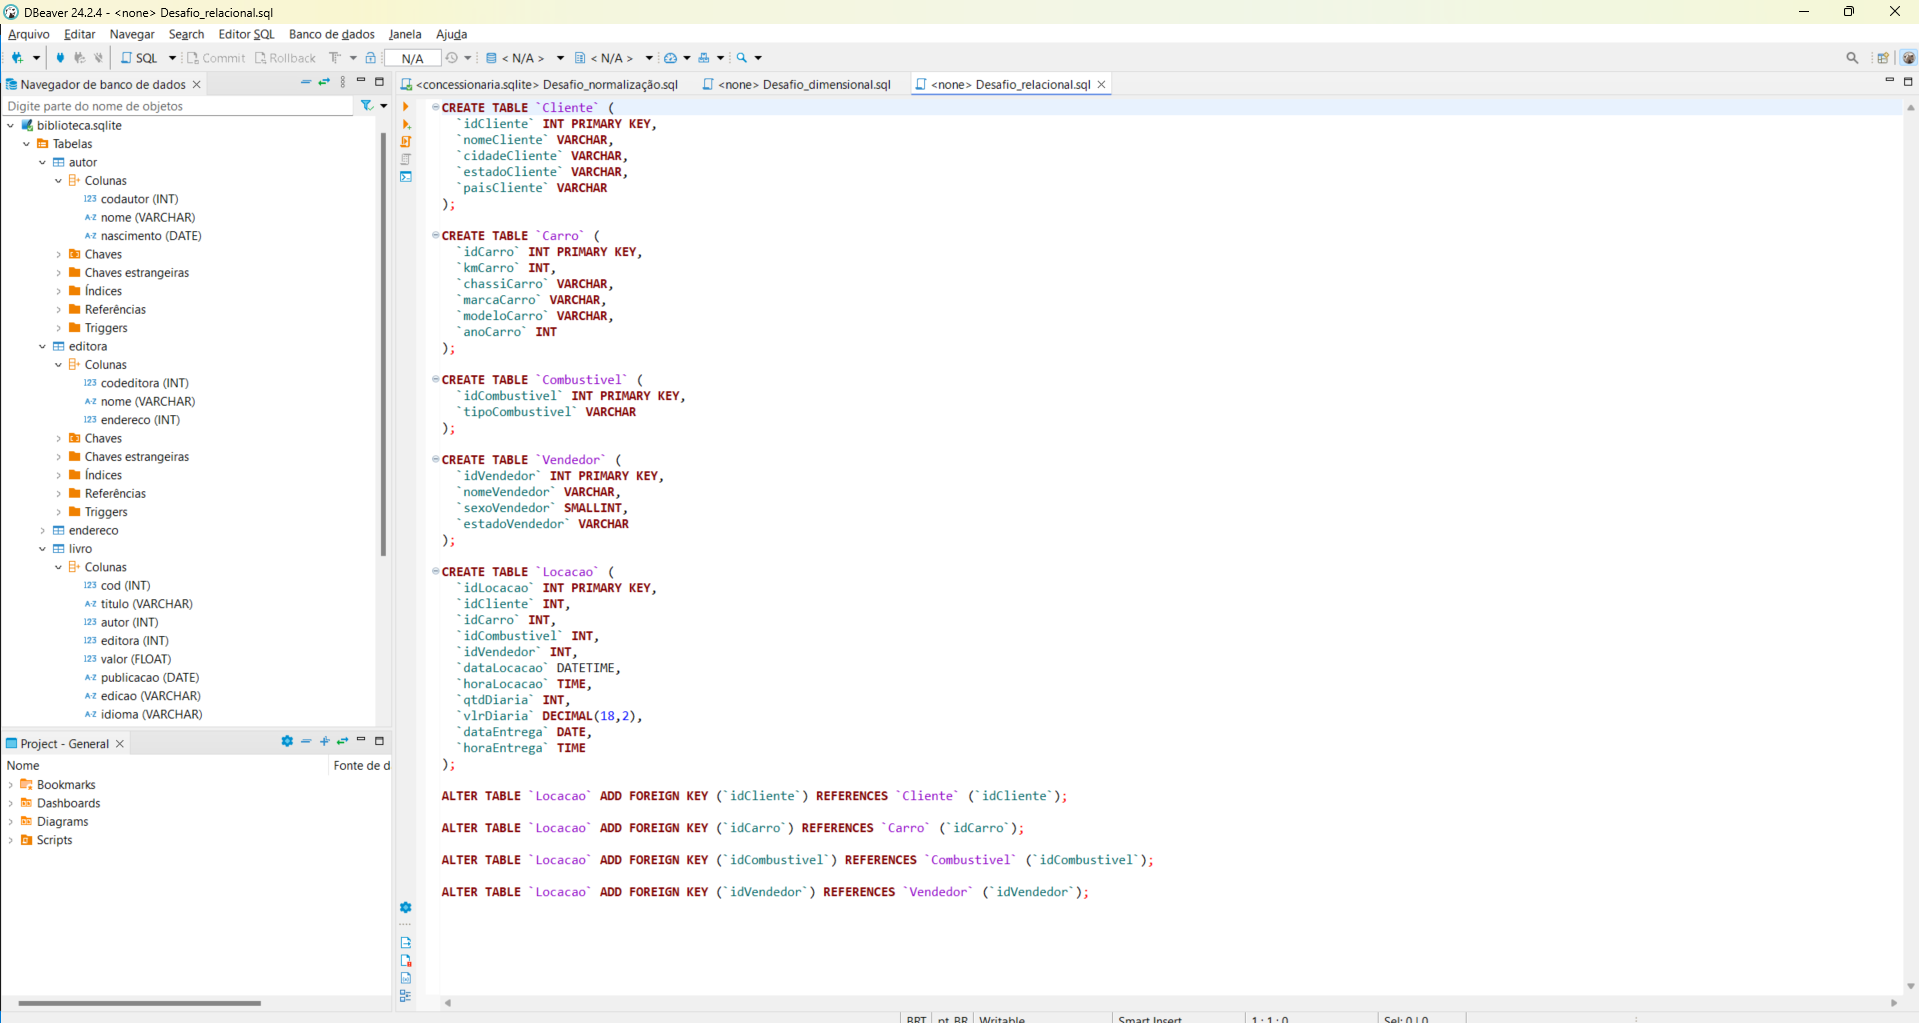 DBeaver 24.2.4 - <none> Desafio_relacional.sql
Arquivo Editar Navegar Search Editor SQL Banco de dados Janela Ajuda
SQL Commit Rollback N/A < N/A > < N/A >
Navegador de banco de dados
Digite parte do nome de objetos
biblioteca.sqlite
Tabelas
autor
Colunas
123 codautor (INT)
A-Z nome (VARCHAR)
A-Z nascimento (DATE)
Chaves
Chaves estrangeiras
Índices
Referências
Triggers
editora
Colunas
123 codeditora (INT)
A-Z nome (VARCHAR)
123 endereco (INT)
Chaves
Chaves estrangeiras
Índices
Referências
Triggers
endereco
livro
Colunas
123 cod (INT)
A-Z titulo (VARCHAR)
123 autor (INT)
123 editora (INT)
123 valor (FLOAT)
A-Z publicacao (DATE)
A-Z edicao (VARCHAR)
A-Z idioma (VARCHAR)
Project - General
Nome Fonte de d
Bookmarks
Dashboards
Diagrams
Scripts
<concessionaria.sqlite> Desafio_normalização.sql <none> Desafio_dimensional.sql <none> Desafio_relacional.sql
CREATE TABLE `Cliente` (
`idCliente` INT PRIMARY KEY,
`nomeCliente` VARCHAR,
`cidadeCliente` VARCHAR,
`estadoCliente` VARCHAR,
`paisCliente` VARCHAR
);
CREATE TABLE `Carro` (
`idCarro` INT PRIMARY KEY,
`kmCarro` INT,
`chassiCarro` VARCHAR,
`marcaCarro` VARCHAR,
`modeloCarro` VARCHAR,
`anoCarro` INT
);
CREATE TABLE `Combustivel` (
`idCombustivel` INT PRIMARY KEY,
`tipoCombustivel` VARCHAR
);
CREATE TABLE `Vendedor` (
`idVendedor` INT PRIMARY KEY,
`nomeVendedor` VARCHAR,
`sexoVendedor` SMALLINT,
`estadoVendedor` VARCHAR
);
CREATE TABLE `Locacao` (
`idLocacao` INT PRIMARY KEY,
`idCliente` INT,
`idCarro` INT,
`idCombustivel` INT,
`idVendedor` INT,
`dataLocacao` DATETIME,
`horaLocacao` TIME,
`qtdDiaria` INT,
`vlrDiaria` DECIMAL(18,2),
`dataEntrega` DATE,
`horaEntrega` TIME
);
ALTER TABLE `Locacao` ADD FOREIGN KEY (`idCliente`) REFERENCES `Cliente` (`idCliente`);
ALTER TABLE `Locacao` ADD FOREIGN KEY (`idCarro`) REFERENCES `Carro` (`idCarro`);
ALTER TABLE `Locacao` ADD FOREIGN KEY (`idCombustivel`) REFERENCES `Combustivel` (`idCombustivel`);
ALTER TABLE `Locacao` ADD FOREIGN KEY (`idVendedor`) REFERENCES `Vendedor` (`idVendedor`);
BRT pt_BR Writable Smart Insert 1 : 1 : 0 Sel: 0 | 0